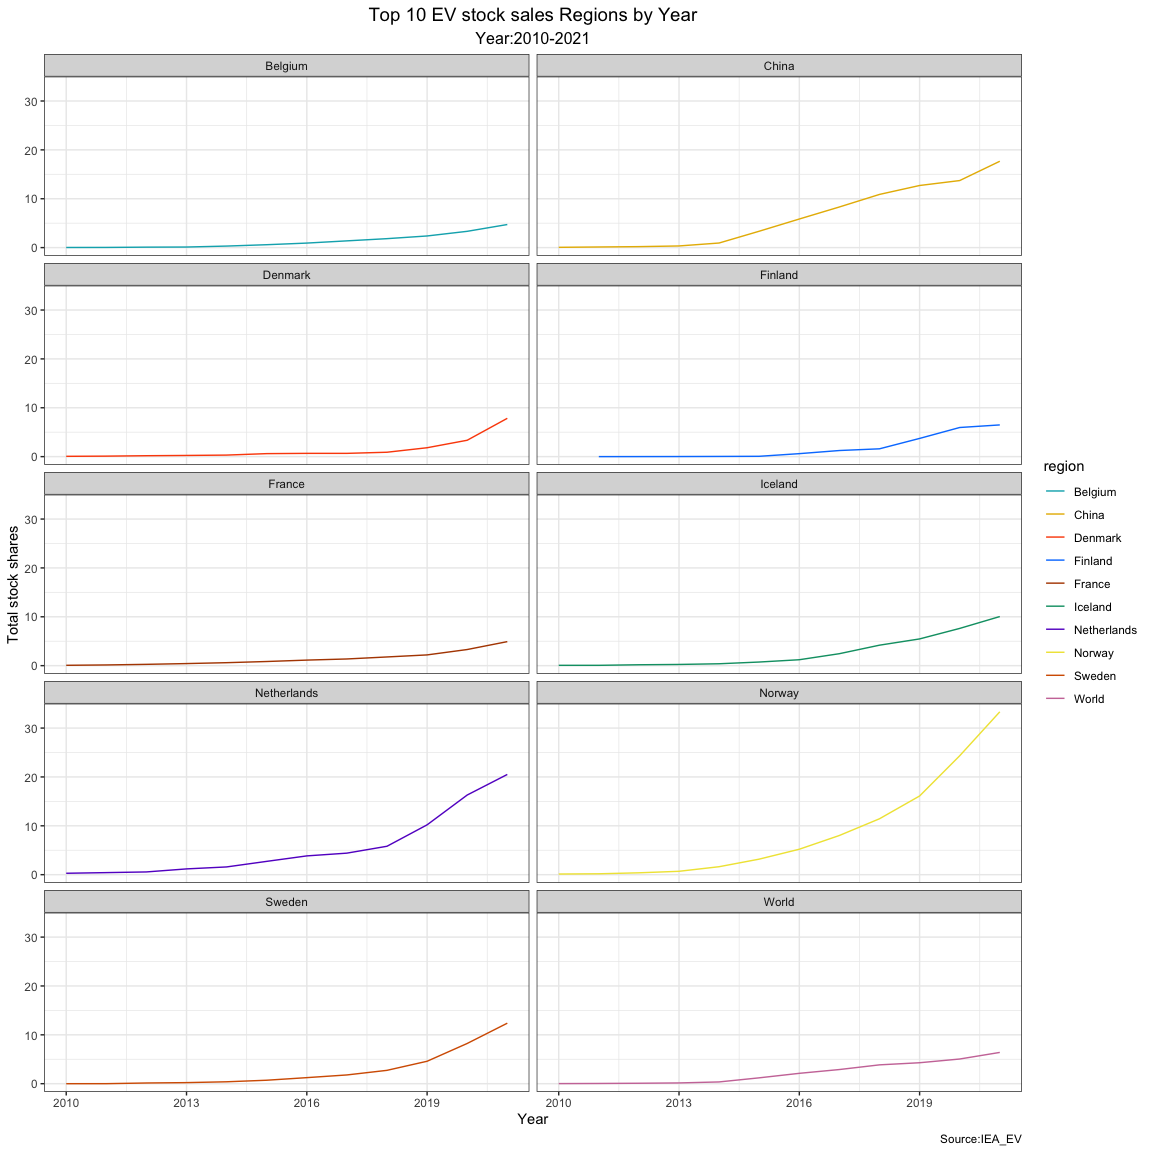 Top 10 EV stock sales Regions by Year
Year:2010-2021
Belgium
China
30
20
10
0
Denmark
Finland
30
20
10
0
France
Iceland
30
20
10
0
Netherlands
Norway
30
20
10
0
Sweden
World
30
20
10
0
2010 2013 2016 2019
2010 2013 2016 2019
Total stock shares
Year
region
Belgium
China
Denmark
Finland
France
Iceland
Netherlands
Norway
Sweden
World
Source:IEA_EV